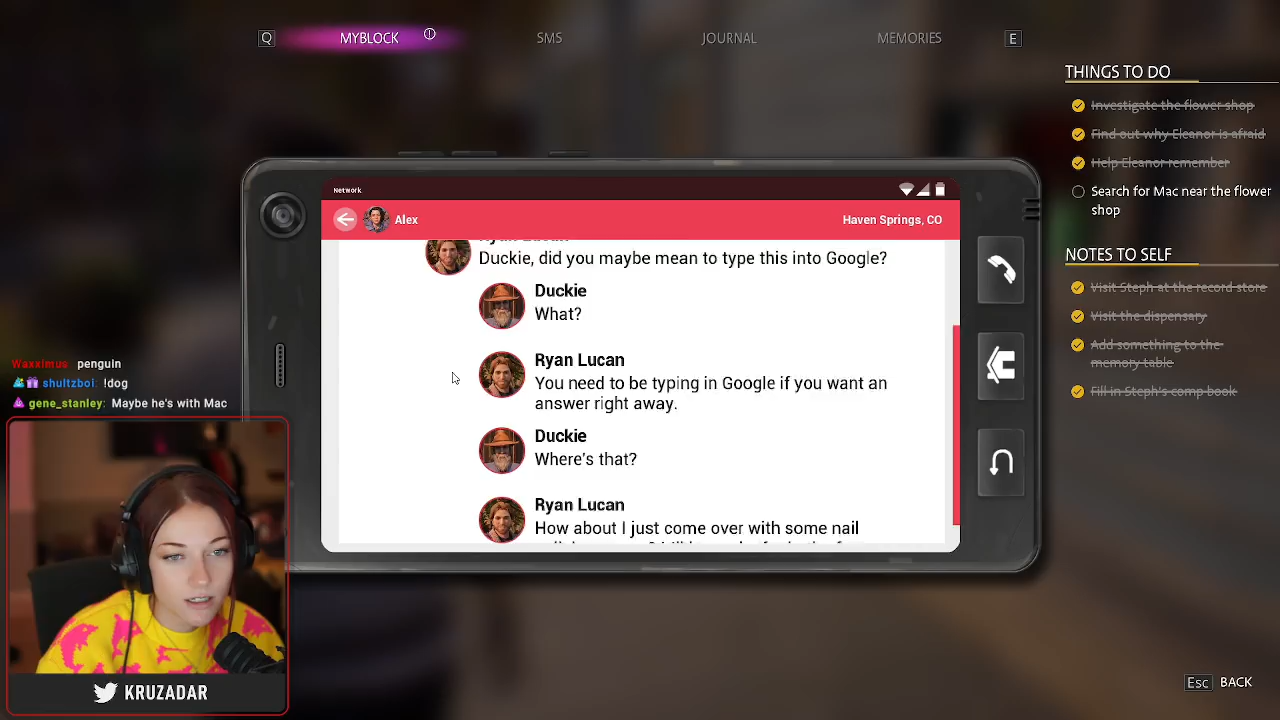 Q
MYBLOCK
SMS
JOURNAL
MEMORIES
E
THINGS TO DO
Investigate the flower shop
Find out why Eleanor is afraid
Help Eleanor remember
Search for Mac near the flower
shop
NOTES TO SELF
Visit Steph at the record store
Visit the dispensary
Add something to the
memory table
Fill in Steph's comp book
Network
Alex
Haven Springs, CO
Duckie, did you maybe mean to type this into Google?
Duckie
What?
Ryan Lucan
You need to be typing in Google if you want an
answer right away.
Duckie
Where's that?
Ryan Lucan
How about I just come over with some nail
Waxximus penguin
shultzboi: !dog
gene_stanley: Maybe he's with Mac
KRUZADAR
Esc BACK